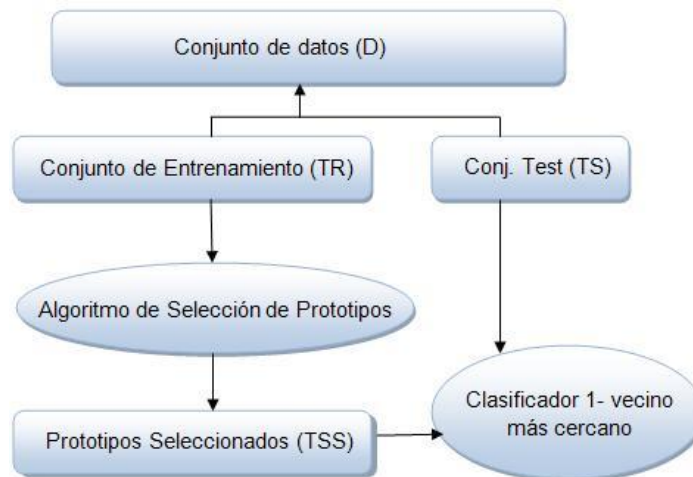 Conjunto de datos (D)
Conjunto de Entrenamiento (TR)
Conj. Test (TS)
Algoritmo de Selección de Prototipos
Clasificador 1- vecino
más cercano
Prototipos Seleccionados (TSS)